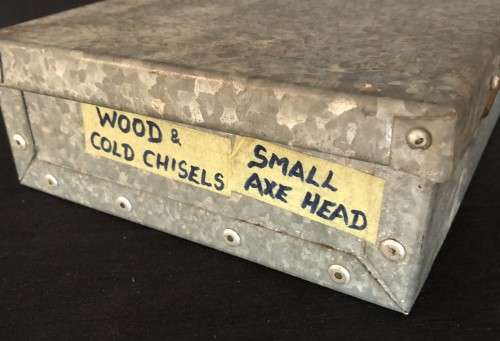 WOOD &
COLD CHISELS
SMALL
AXE HEAD